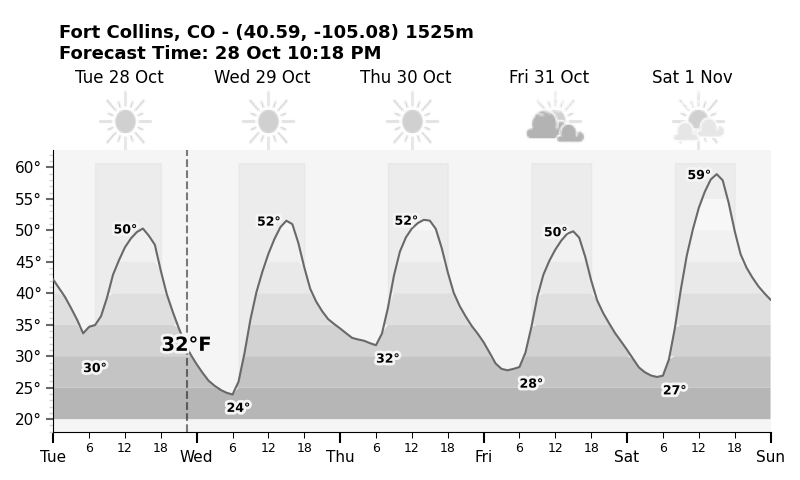 Fort Collins, CO - (40.59, -105.08) 1525m
Forecast Time: 28 Oct 10:18 PM
Tue 28 Oct Wed 29 Oct Thu 30 Oct Fri 31 Oct Sat 1 Nov
60°
59°
55°
50° 52° 52° 50°
50°
45°
40°
35°
32°F
30°
30° 32° 28° 27°
25°
24°
20°
6 12 18 6 12 18 6 12 18 6 12 18 6 12 18
Tue Wed Thu Fri Sat Sun